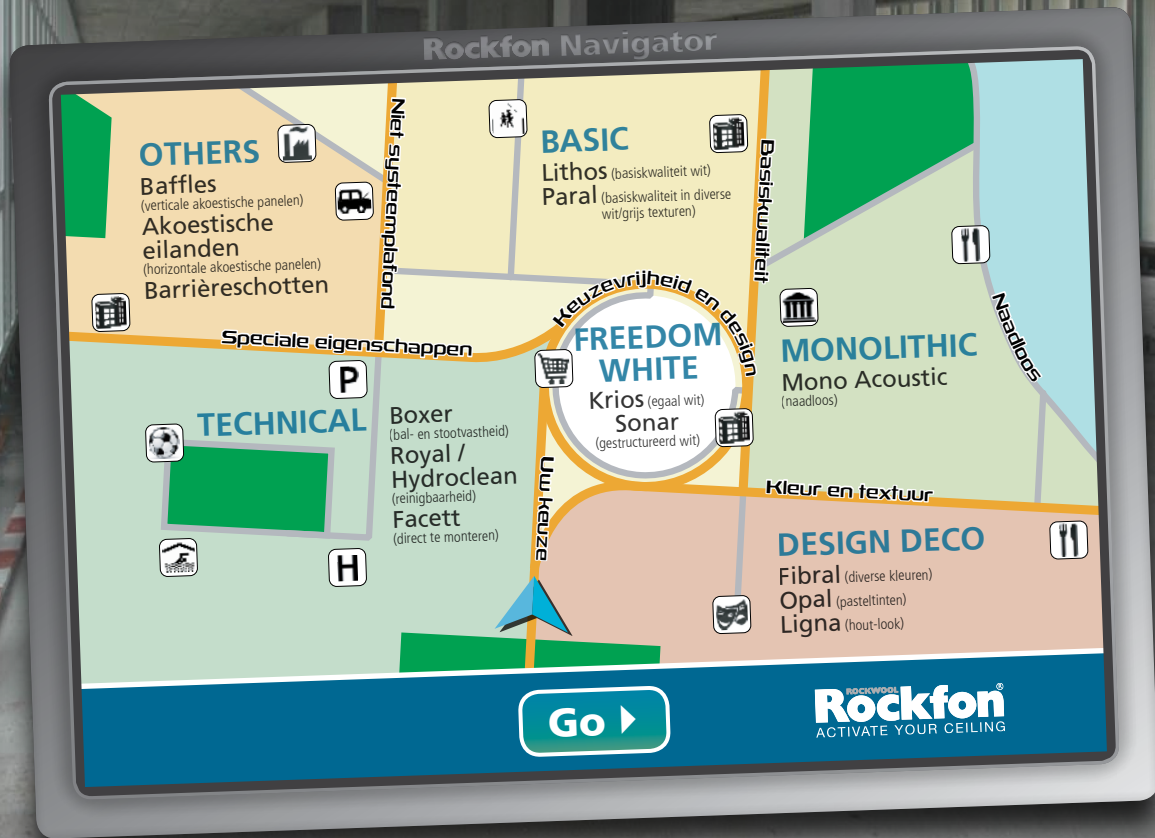 Rockfon Navigator
OTHERS
Baffles
(verticale akoestische panelen)
Akoestische
eilanden
(horizontale akoestische panelen)
Barrièreschotten
Niet systeemplafond
BASIC
Lithos (basiskwaliteit wit)
Paral (basiskwaliteit in diverse
wit/grijs texturen)
Basiskwaliteit
Speciale eigenschappen
Keuzevrijheid en design
FREEDOM
WHITE
Krios (egaal wit)
Sonar
(gestructureerd wit)
MONOLITHIC
Mono Acoustic
(naadloos)
Naadloos
P
TECHNICAL
Boxer
(bal- en stootvastheid)
Royal /
Hydroclean
(reinigbaarheid)
Facett
(direct te monteren)
H
Uw keuze
Kleur en textuur
DESIGN DECO
Fibral (diverse kleuren)
Opal (pasteltinten)
Ligna (hout-look)
Go
ROCKWOOL
Rockfon®
ACTIVATE YOUR CEILING